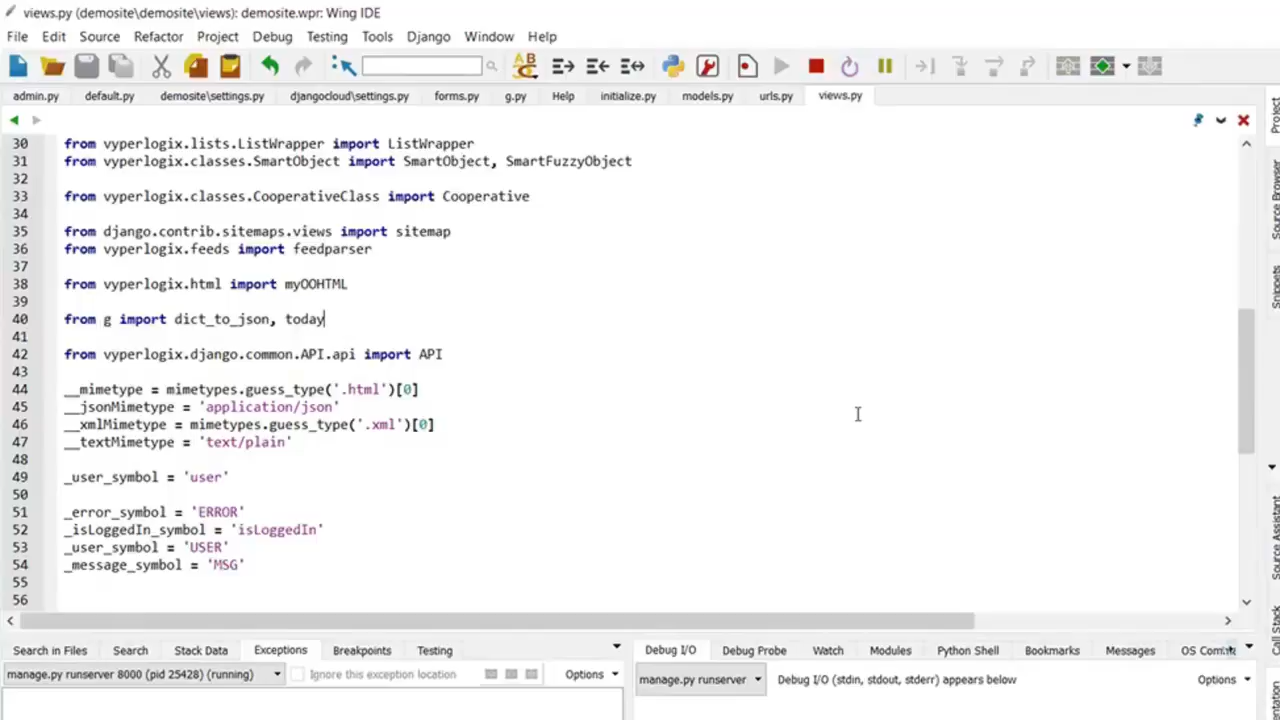 views.py (demosite\demosite\views): demosite.wpr: Wing IDE
File Edit Source Refactor Project Debug Testing Tools Django Window Help
admin.py default.py demosite\settings.py djangocloud\settings.py forms.py g.py Help initialize.py models.py urls.py views.py
30 from vyperlogix.lists.ListWrapper import ListWrapper
31 from vyperlogix.classes.SmartObject import SmartObject, SmartFuzzyObject
32
33 from vyperlogix.classes.CooperativeClass import Cooperative
34
35 from django.contrib.sitemaps.views import sitemap
36 from vyperlogix.feeds import feedparser
37
38 from vyperlogix.html import myOOHTML
39
40 from g import dict_to_json, today
41
42 from vyperlogix.django.common.API.api import API
43
44 __mimetype = mimetypes.guess_type('.html')[0]
45 __jsonMimetype = 'application/json'
46 __xmlMimetype = mimetypes.guess_type('.xml')[0]
47 __textMimetype = 'text/plain'
48
49 _user_symbol = 'user'
50
51 _error_symbol = 'ERROR'
52 _isLoggedIn_symbol = 'isLoggedIn'
53 _user_symbol = 'USER'
54 _message_symbol = 'MSG'
55
56
Project
Source Browser
Snippets
Source Assistant
Call Stack
Search in Files Search Stack Data Exceptions Breakpoints Testing
manage.py runserver 8000 (pid 25428) (running) Ignore this exception location Options
Debug I/O Debug Probe Watch Modules Python Shell Bookmarks Messages OS
manage.py runserver Debug I/O (stdin, stdout, stderr) appears below Options